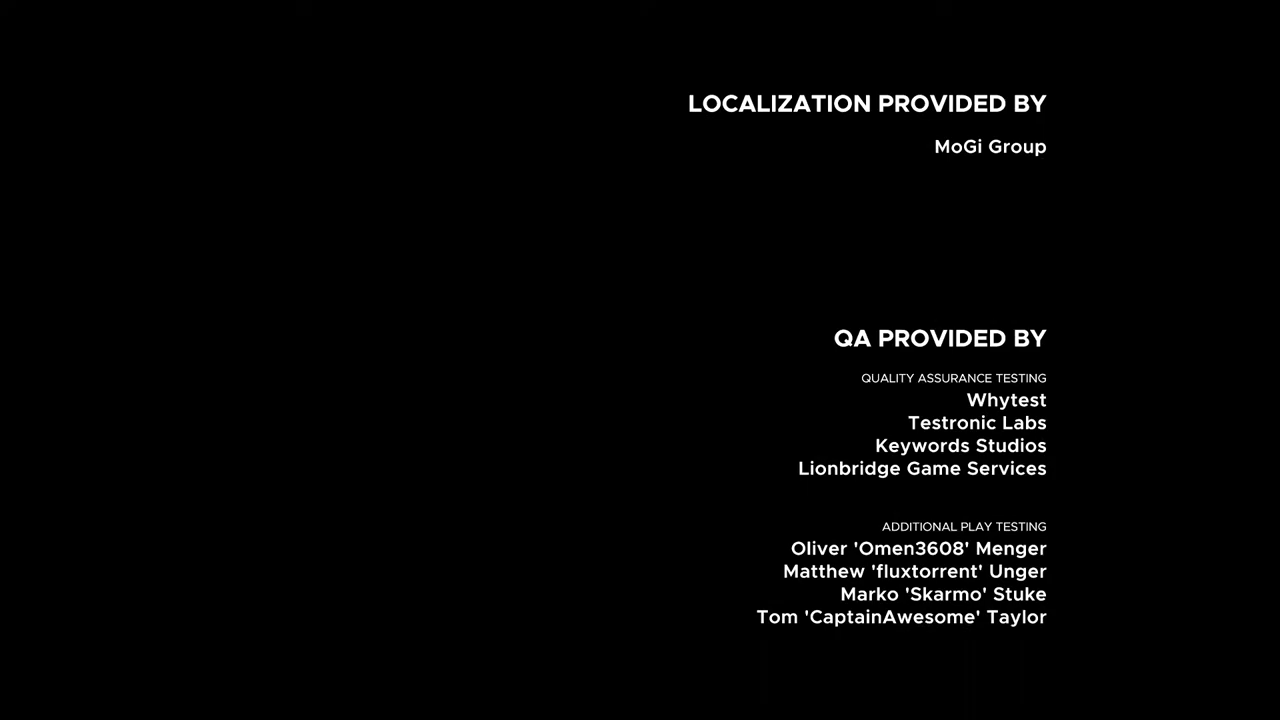 LOCALIZATION PROVIDED BY
MoGi Group
QA PROVIDED BY
QUALITY ASSURANCE TESTING
Whytest
Testronic Labs
Keywords Studios
Lionbridge Game Services
ADDITIONAL PLAY TESTING
Oliver 'Omen3608' Menger
Matthew 'fluxtorrent' Unger
Marko 'Skarmo' Stuke
Tom 'CaptainAwesome' Taylor